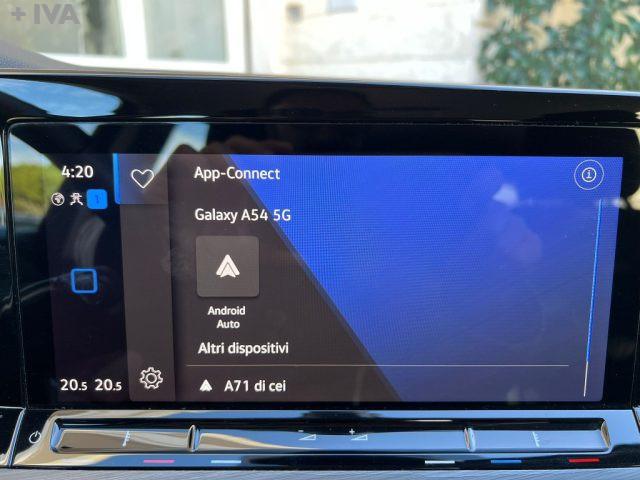 + IVA
4:20
App-Connect
Galaxy A54 5G
Android
Auto
Altri dispositivi
20.5 20.5
A71 di cei